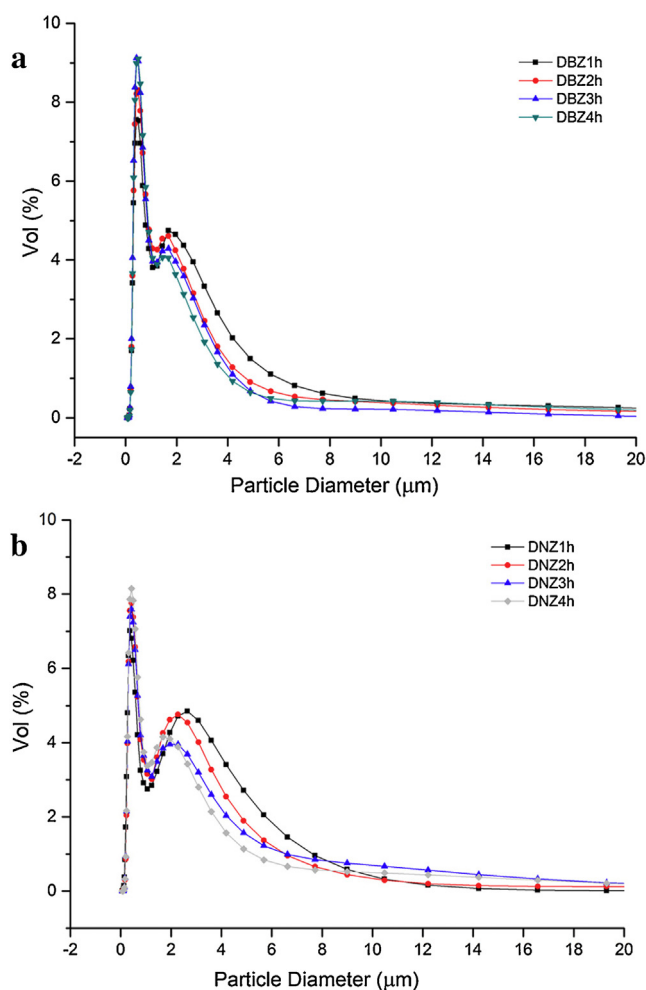 a
10
8
6
4
2
0
Vol (%)
DBZ1h
DBZ2h
DBZ3h
DBZ4h
-2 0 2 4 6 8 10 12 14 16 18 20
Particle Diameter (μm)
b
10
8
6
4
2
0
Vol (%)
DNZ1h
DNZ2h
DNZ3h
DNZ4h
-2 0 2 4 6 8 10 12 14 16 18 20
Particle Diameter (μm)